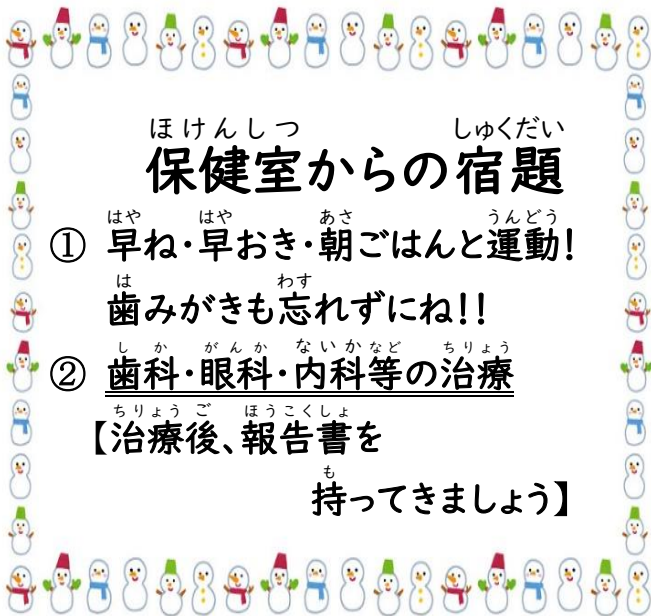 保健室からの宿題
① 早ね・早おき・朝ごはんと運動!
歯みがきも忘れずにね!!
② 歯科・眼科・内科等の治療
【治療後、報告書を
持ってきましょう】
ほけんしつ しゅくだい
はや はや あさ うんどう
は わす
しか がんか ないかなど ちりょう
ちりょうご ほうこくしょ
も